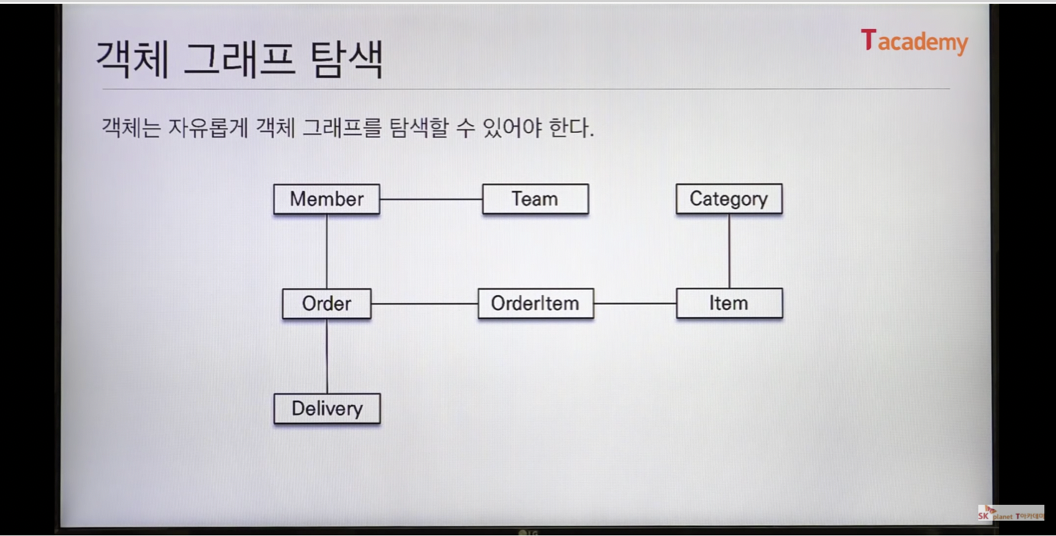 객체 그래프 탐색
Tacademy
객체는 자유롭게 객체 그래프를 탐색할 수 있어야 한다.
Member
Team
Category
Order
OrderItem
Item
Delivery
SK planet T아카데미
LG